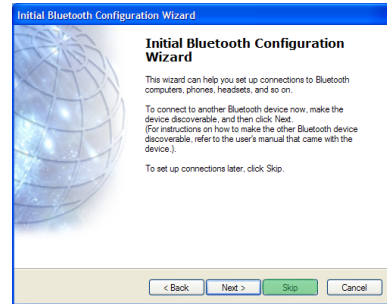 Initial Bluetooth Configuration Wizard
Initial Bluetooth Configuration
Wizard
This wizard can help you set up connections to Bluetooth
computers, phones, headsets, and so on.
To connect to another Bluetooth device now, make the
device discoverable, and then click Next.
(For instructions on how to make the other Bluetooth device
discoverable, refer to the user's manual that came with the
device.).
To set up connections later, click Skip.
< Back Next > Skip Cancel